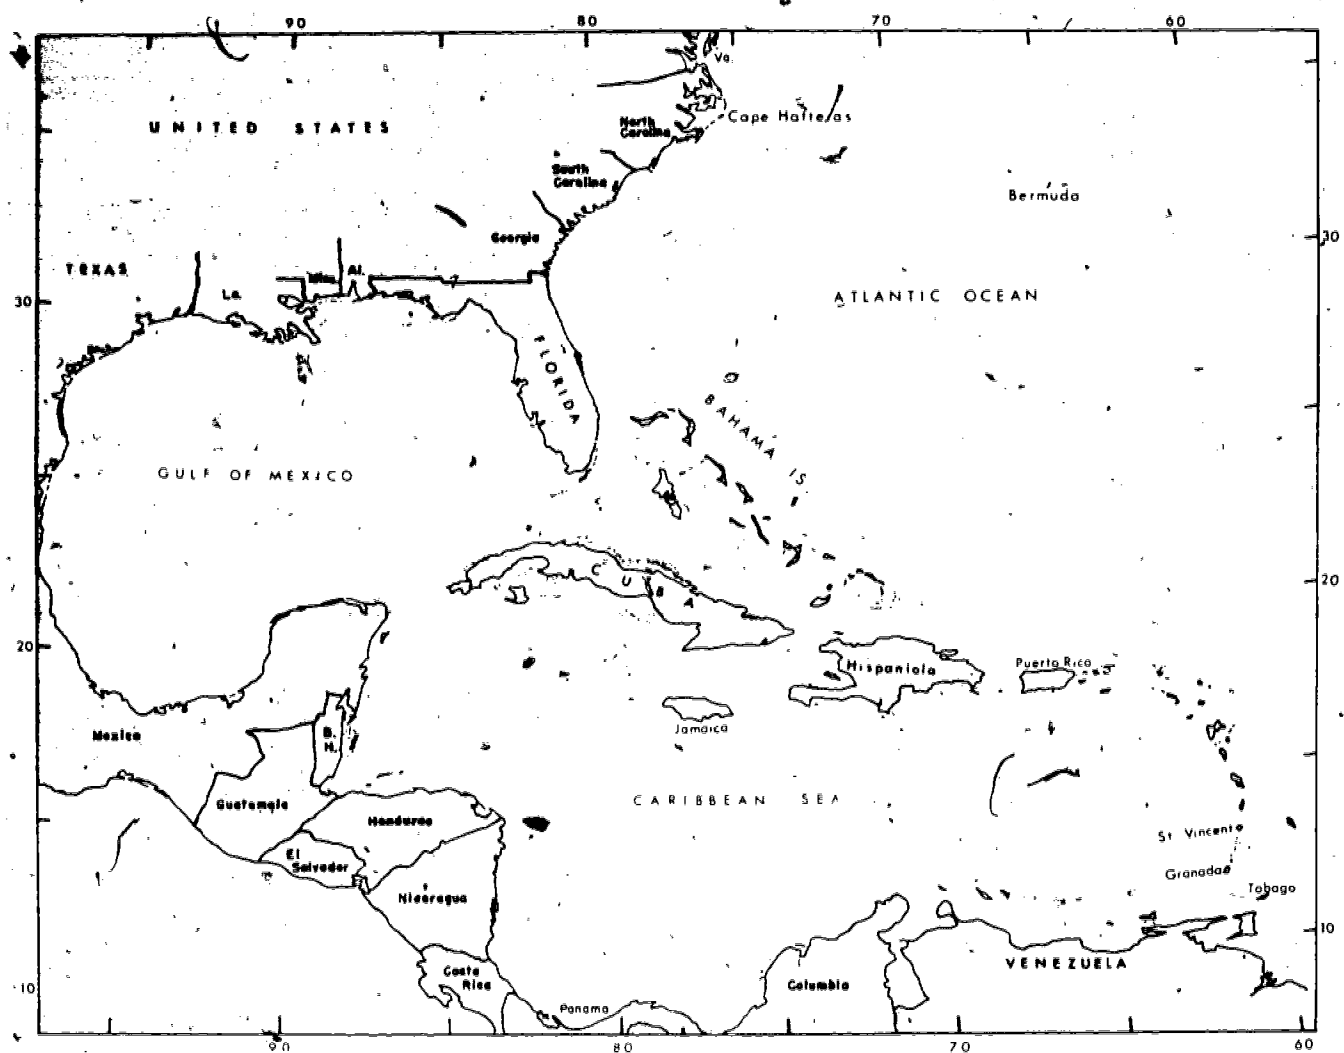 90 80 70 60
Va.
Cape Hatteras
UNITED STATES
North
Carolina
South
Carolina
Bermuda
Georgia
30
TEXAS
Miss. Al.
La.
ATLANTIC OCEAN
30
FLORIDA
BAHAMA IS
GULF OF MEXICO
CUBA
20
20
Hispaniola
Puerto Rico
Jamaica
Mexico
B.
H.
Guatemala
CARIBBEAN SEA
Honduras
St Vincent
El
Salvador
Granada
Tobago
Nicaragua
10
VENEZUELA
Costa
Rica
Columbia
10
Panama
90 80 70 60